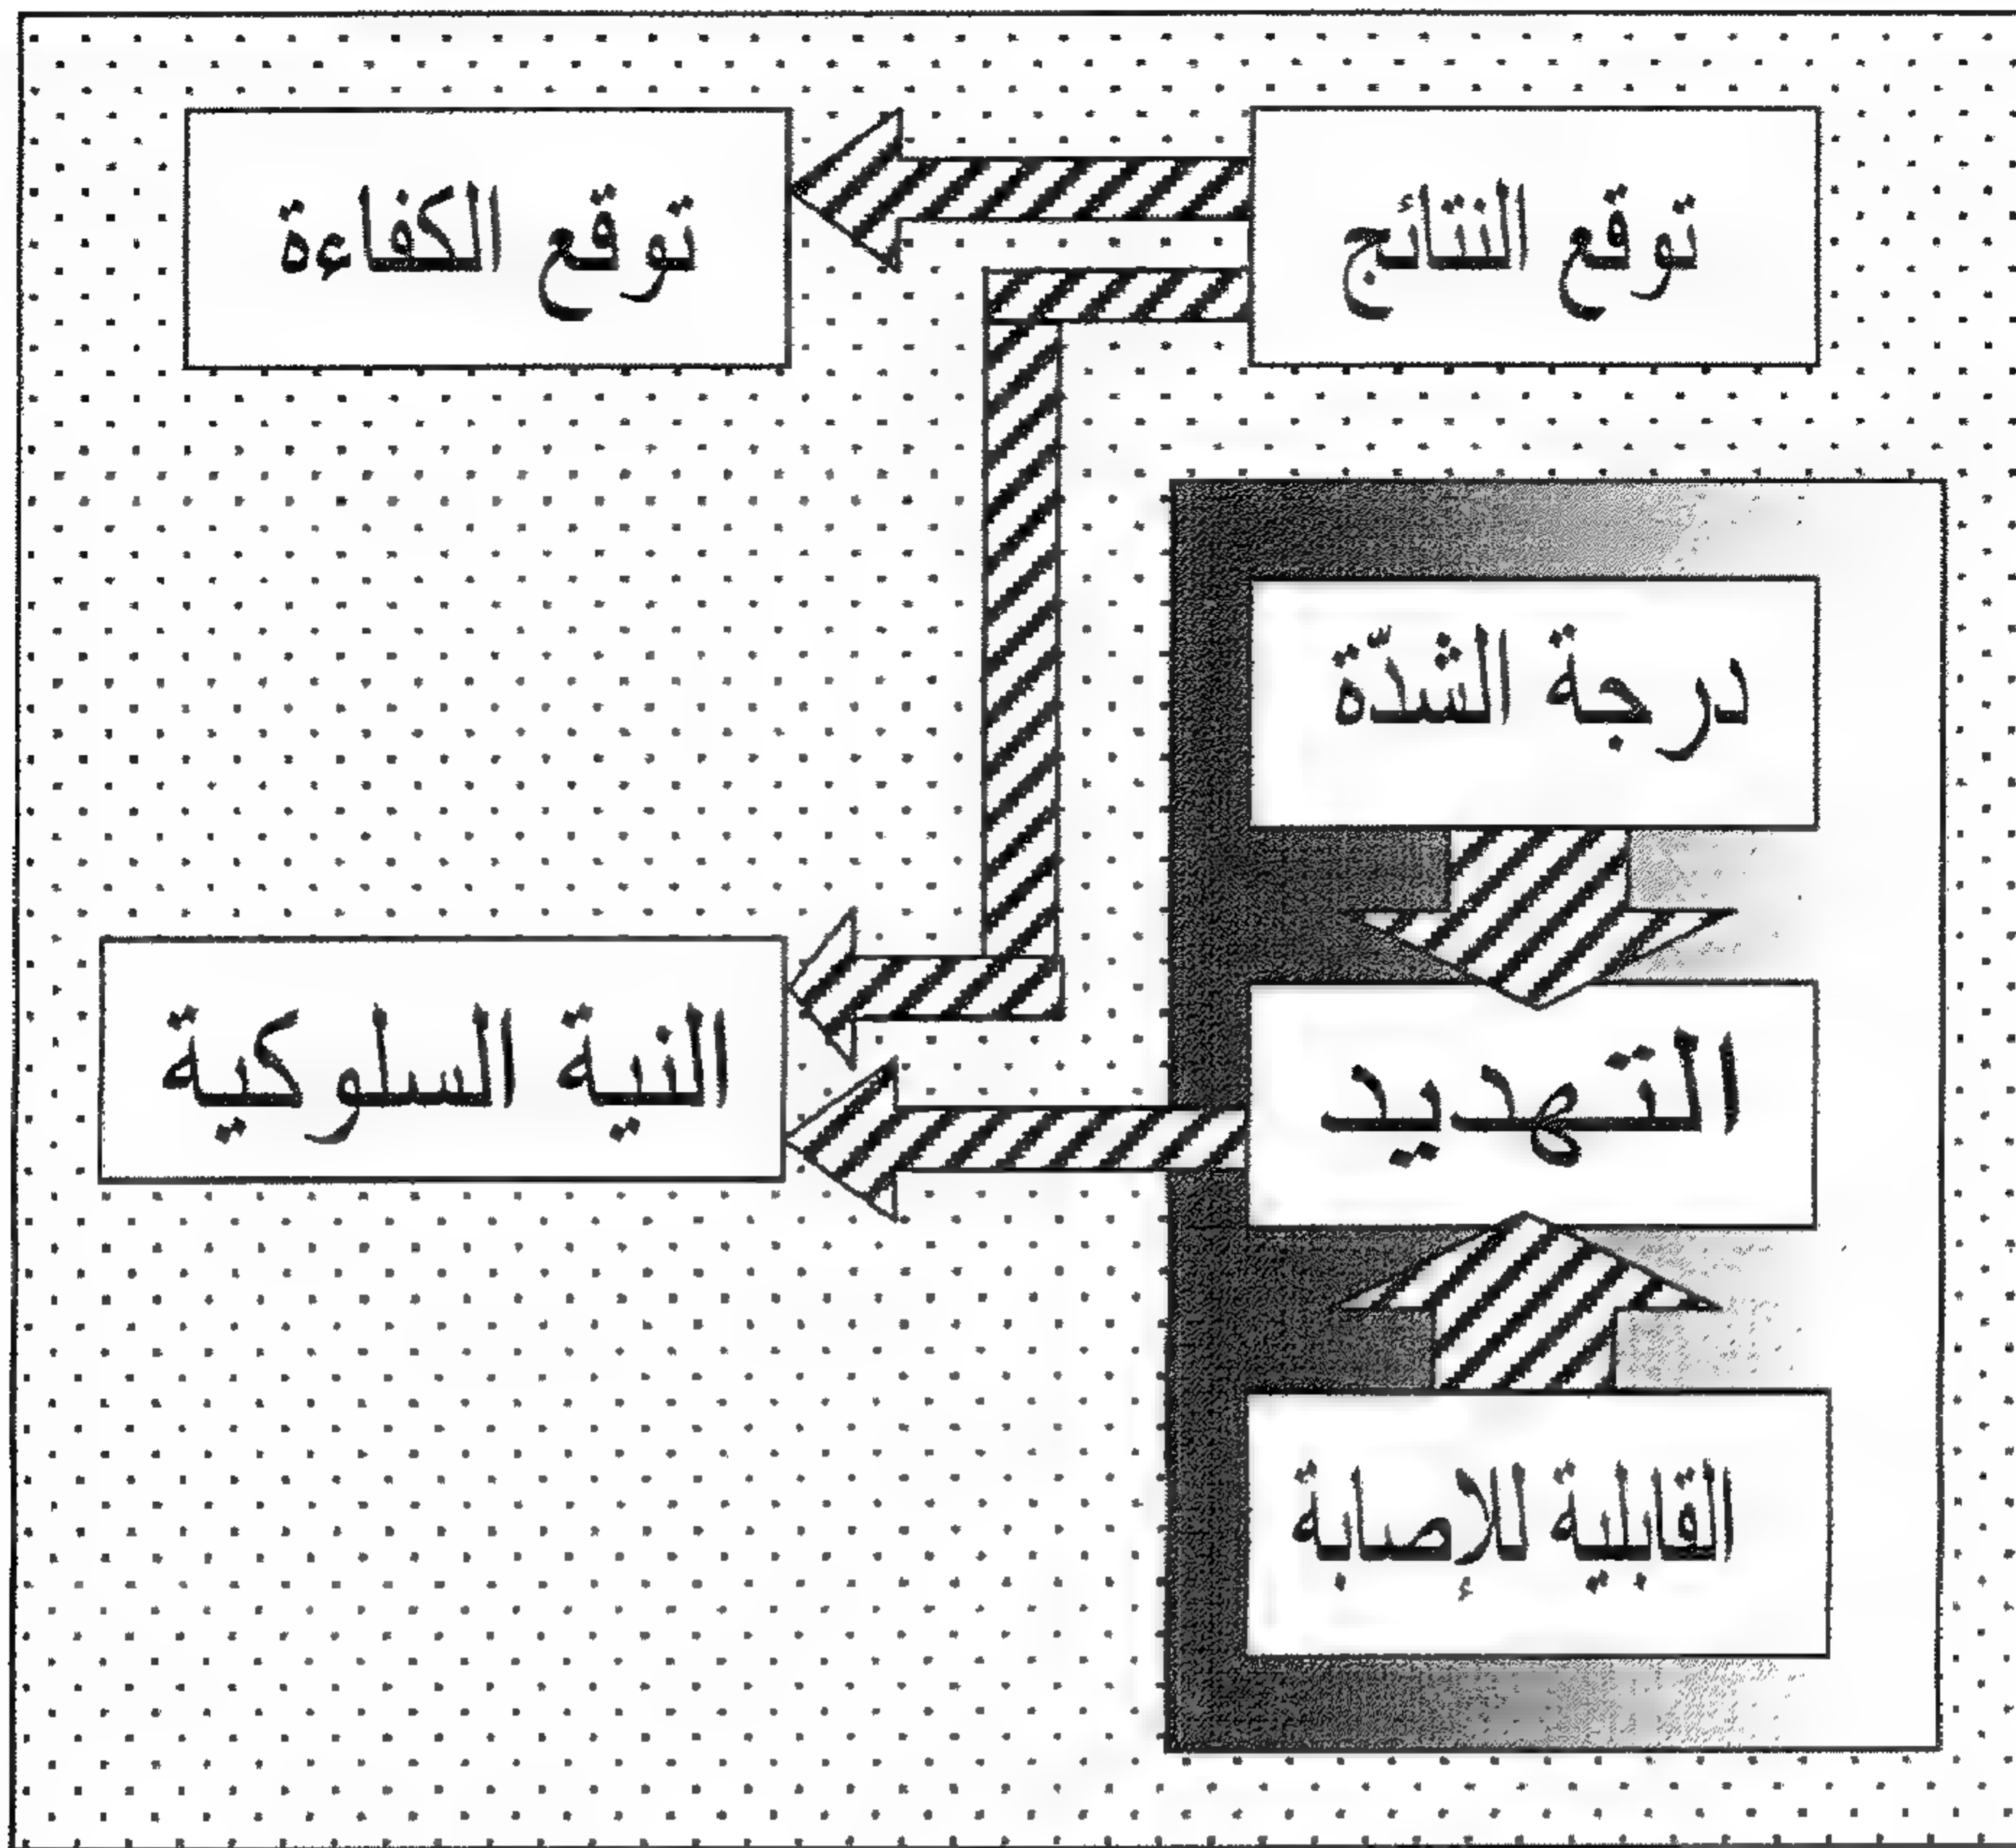 توقع النتائج
توقع الكفاءة
درجة الشدّة
التهديد
النية السلوكية
القابلية للإصابة